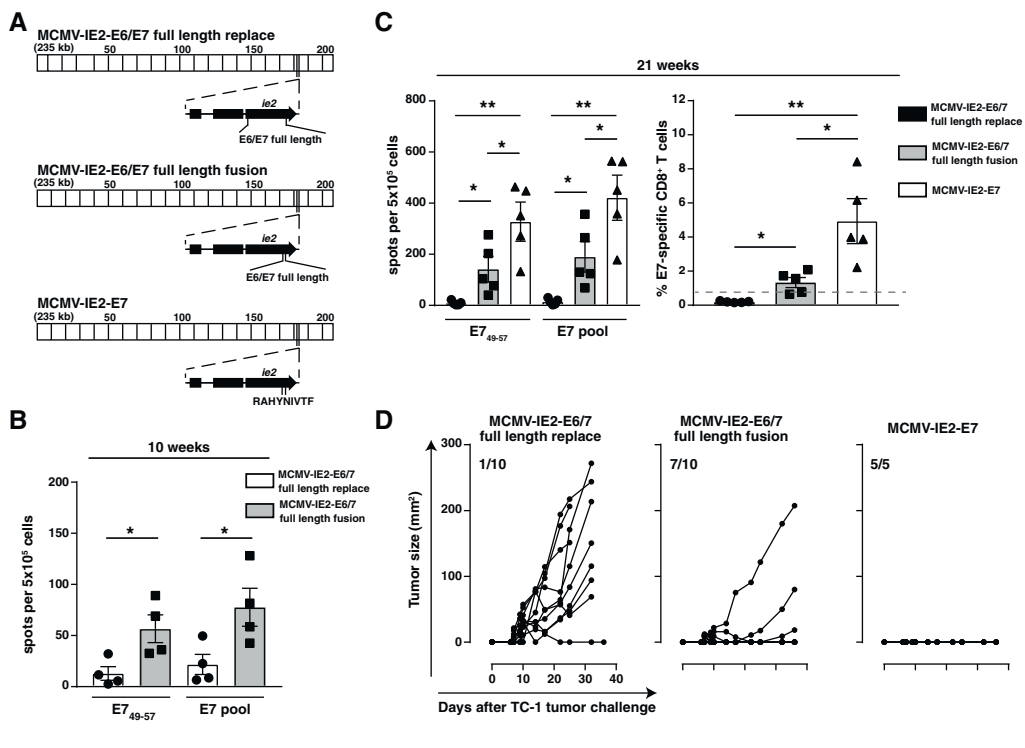 A
MCMV-IE2-E6/E7 full length replace
(235 kb) 50 100 150 200
ie2
E6/E7 full length
MCMV-IE2-E6/E7 full length fusion
(235 kb) 50 100 150 200
ie2
E6/E7 full length
MCMV-IE2-E7
(235 kb) 50 100 150 200
ie2
RAHYNIVTF
B
10 weeks
MCMV-IE2-E6/7
full length replace
MCMV-IE2-E6/7
full length fusion
spots per 5x10⁵ cells
200
150
100
50
0
* *
E7₄₉₋₅₇ E7 pool
C
21 weeks
spots per 5x10⁵ cells
800
600
400
200
0
** **
* *
* *
E7₄₉₋₅₇ E7 pool
% E7-specific CD8⁺ T cells
12
10
8
6
4
2
0
**
*
*
MCMV-IE2-E6/7
full length replace
MCMV-IE2-E6/7
full length fusion
MCMV-IE2-E7
D
MCMV-IE2-E6/7
full length replace
MCMV-IE2-E6/7
full length fusion
MCMV-IE2-E7
Tumor size (mm²)
300
200
100
0
1/10 7/10 5/5
0 10 20 30 40
Days after TC-1 tumor challenge